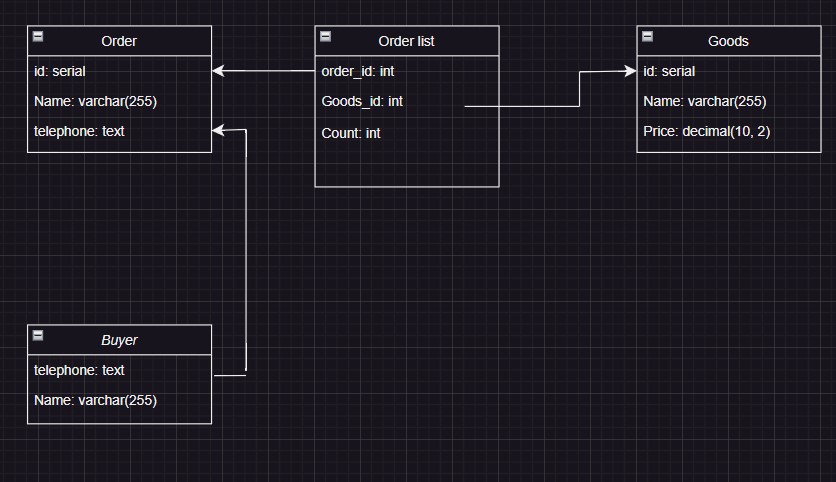 Order
id: serial
Name: varchar(255)
telephone: text
Order list
order_id: int
Goods_id: int
Count: int
Goods
id: serial
Name: varchar(255)
Price: decimal(10, 2)
Buyer
telephone: text
Name: varchar(255)